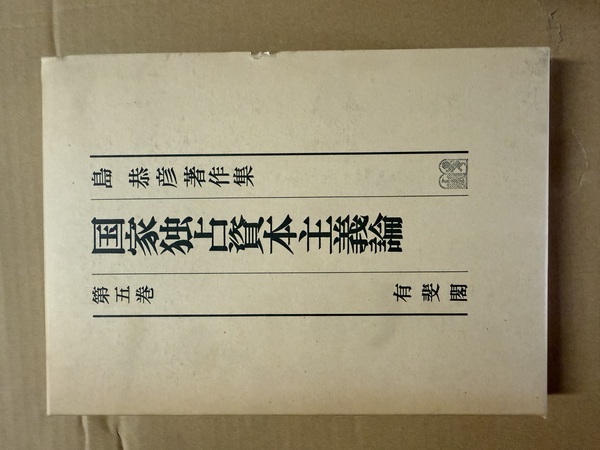 島 恭彦著作集
国家独占資本主義論
第五巻
有斐閣